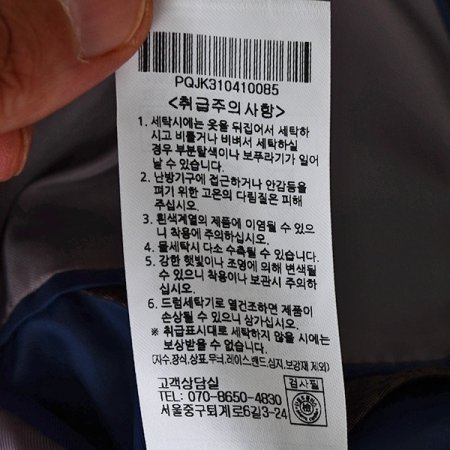 PQJK310410085
<취급주의사항>
1. 세탁시에는 옷을 뒤집어서 세탁하
시고 비틀거나 비벼서 세탁하실
경우 부분탈색이나 보푸라기가 일어
날 수 있습니다.
2. 난방기구에 접근하거나 안감등을
펴기 위한 고온의 다림질은 피해
주십시오.
3. 흰색계열의 제품에 이염될 수 있으
니 착용에 주의하십시오.
4. 물세탁시 다소 수축될 수 있습니다.
5. 강한 햇빛이나 조명에 의해 변색될
수 있으니 착용이나 보관시 주의하
십시오.
6. 드럼세탁기로 열건조하면 제품이
손상될 수 있으니 삼가십시오.
※ 취급표시대로 세탁하지 않을 시에는
보상받을 수 없습니다.
(지수,장식,상표,무늬,레이스밴드,심지,보강재 제외)
고객상담실
TEL: 070-8650-4830
서울중구퇴계로6길3-24
검사필